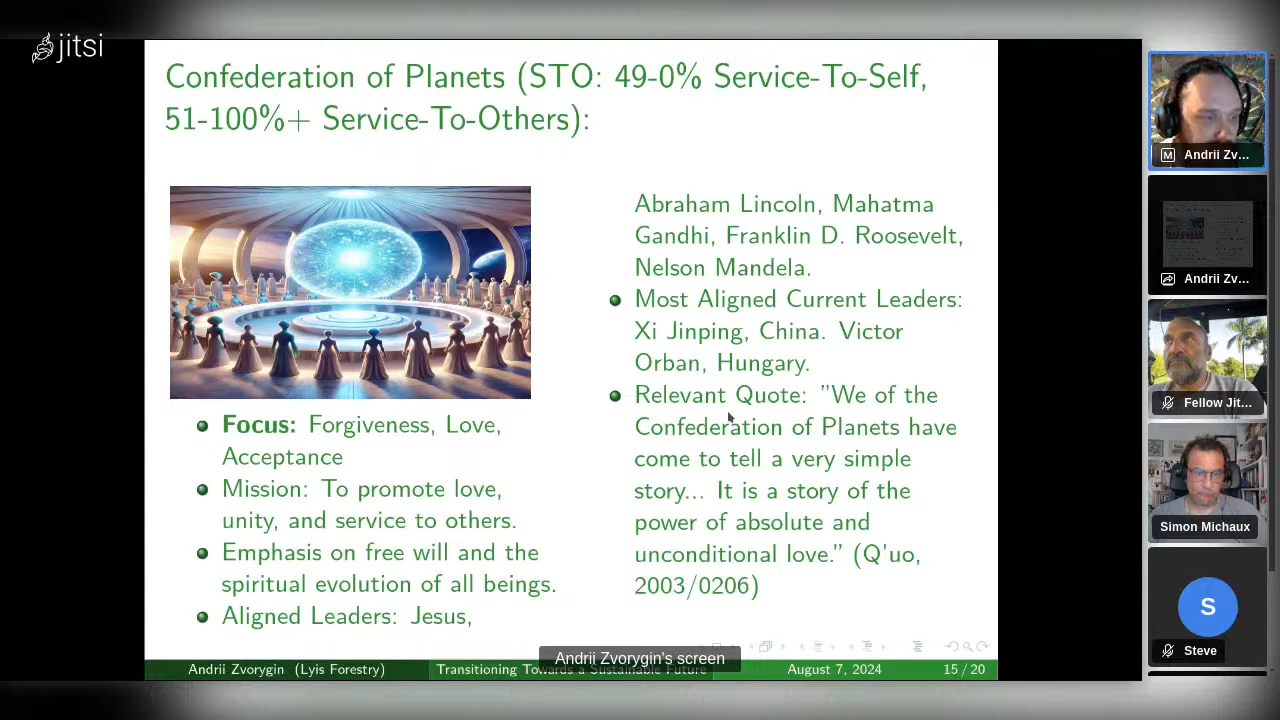 jitsi
Confederation of Planets (STO: 49-0% Service-To-Self,
51-100%+ Service-To-Others):
Focus: Forgiveness, Love,
Acceptance
Mission: To promote love,
unity, and service to others.
Emphasis on free will and the
spiritual evolution of all beings.
Aligned Leaders: Jesus,
Abraham Lincoln, Mahatma
Gandhi, Franklin D. Roosevelt,
Nelson Mandela.
Most Aligned Current Leaders:
Xi Jinping, China. Victor
Orban, Hungary.
Relevant Quote: ”We of the
Confederation of Planets have
come to tell a very simple
story... It is a story of the
power of absolute and
unconditional love.” (Q’uo,
2003/0206)
Andrii Zvorygin's screen
Andrii Zvorygin (Lyis Forestry)
Transitioning Towards a Sustainable Future
August 7, 2024
15 / 20
M
Andrii Zv...
Andrii Zv...
Fellow Jit...
Simon Michaux
S
Steve